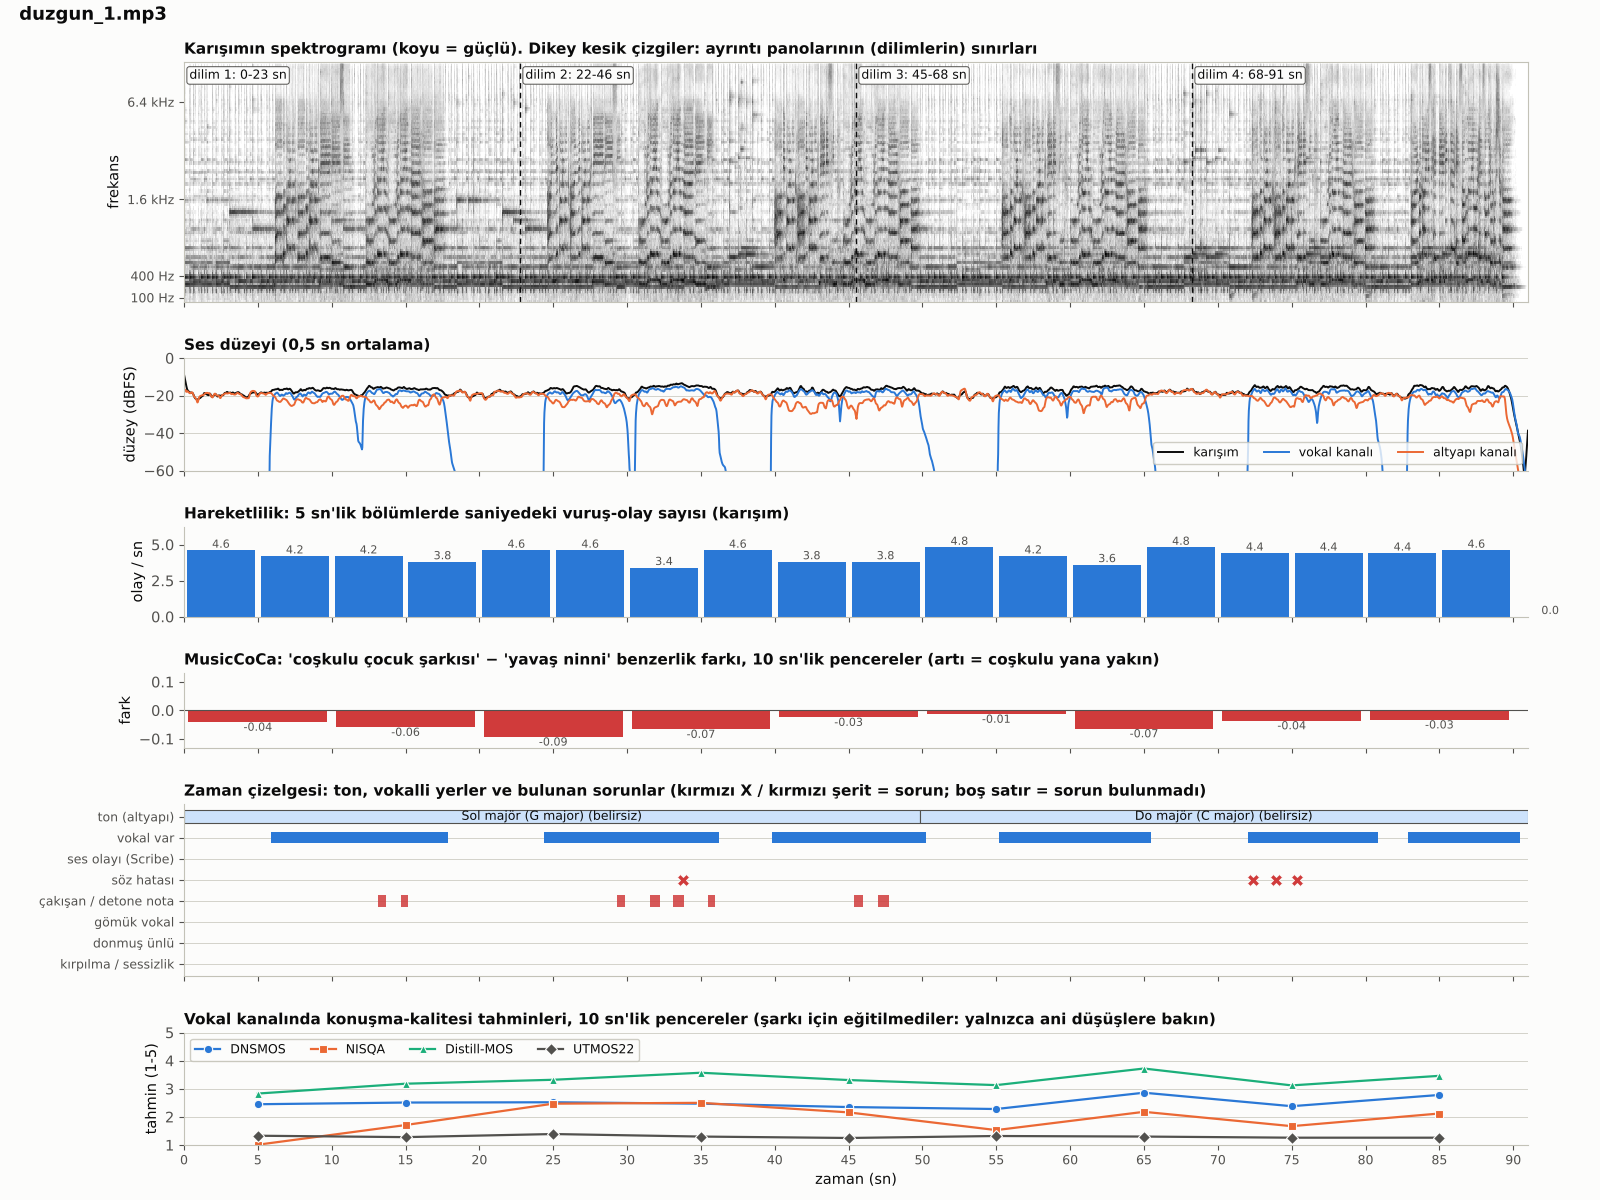 duzgun_1.mp3
Karışımın spektrogramı (koyu = güçlü). Dikey kesik çizgiler: ayrıntı panolarının (dilimlerin) sınırları
dilim 1: 0-23 sn
dilim 2: 22-46 sn
dilim 3: 45-68 sn
dilim 4: 68-91 sn
frekans
6.4 kHz
1.6 kHz
400 Hz
100 Hz
Ses düzeyi (0,5 sn ortalama)
düzey (dBFS)
0
−20
−40
−60
karışım
vokal kanalı
altyapı kanalı
Hareketlilik: 5 sn'lik bölümlerde saniyedeki vuruş-olay sayısı (karışım)
olay / sn
5.0
2.5
0.0
4.6 4.2 4.2 3.8 4.6 4.6 3.4 4.6 3.8 3.8 4.8 4.2 3.6 4.8 4.4 4.4 4.4 4.6 0.0
MusicCoCa: 'coşkulu çocuk şarkısı' − 'yavaş ninni' benzerlik farkı, 10 sn'lik pencereler (artı = coşkulu yana yakın)
fark
0.1
0.0
−0.1
-0.04 -0.06 -0.09 -0.07 -0.03 -0.01 -0.07 -0.04 -0.03
Zaman çizelgesi: ton, vokalli yerler ve bulunan sorunlar (kırmızı X / kırmızı şerit = sorun; boş satır = sorun bulunmadı)
ton (altyapı)
Sol majör (G major) (belirsiz)
Do majör (C major) (belirsiz)
vokal var
ses olayı (Scribe)
söz hatası
çakışan / detone nota
gömük vokal
donmuş ünlü
kırpılma / sessizlik
Vokal kanalında konuşma-kalitesi tahminleri, 10 sn'lik pencereler (şarkı için eğitilmediler: yalnızca ani düşüşlere bakın)
tahmin (1-5)
5
4
3
2
1
DNSMOS
NISQA
Distill-MOS
UTMOS22
0 5 10 15 20 25 30 35 40 45 50 55 60 65 70 75 80 85 90
zaman (sn)